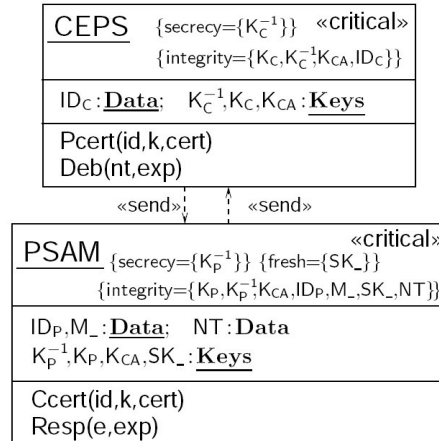 CEPS {secrecy={K_C^{-1}}} «critical»
{integrity={K_C,K_C^{-1},K_CA,ID_C}}
ID_C:Data; K_C^{-1},K_C,K_CA:Keys
Pcert(id,k,cert)
Deb(nt,exp)
«send» «send»
«critical»
PSAM {secrecy={K_P^{-1}}} {fresh={SK_}}
{integrity={K_P,K_P^{-1},K_CA,ID_P,M_,SK_,NT}
ID_P,M_:Data; NT:Data
K_P^{-1},K_P,K_CA,SK_:Keys
Ccert(id,k,cert)
Resp(e,exp)